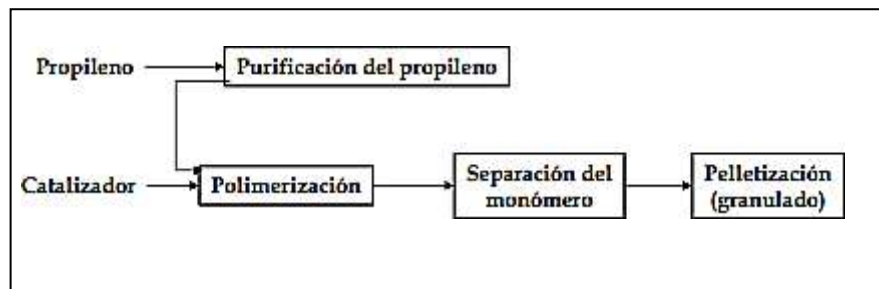 Propileno
Purificación del propileno
Catalizador
Polimerización
Separación del
monómero
Pelletización
(granulado)